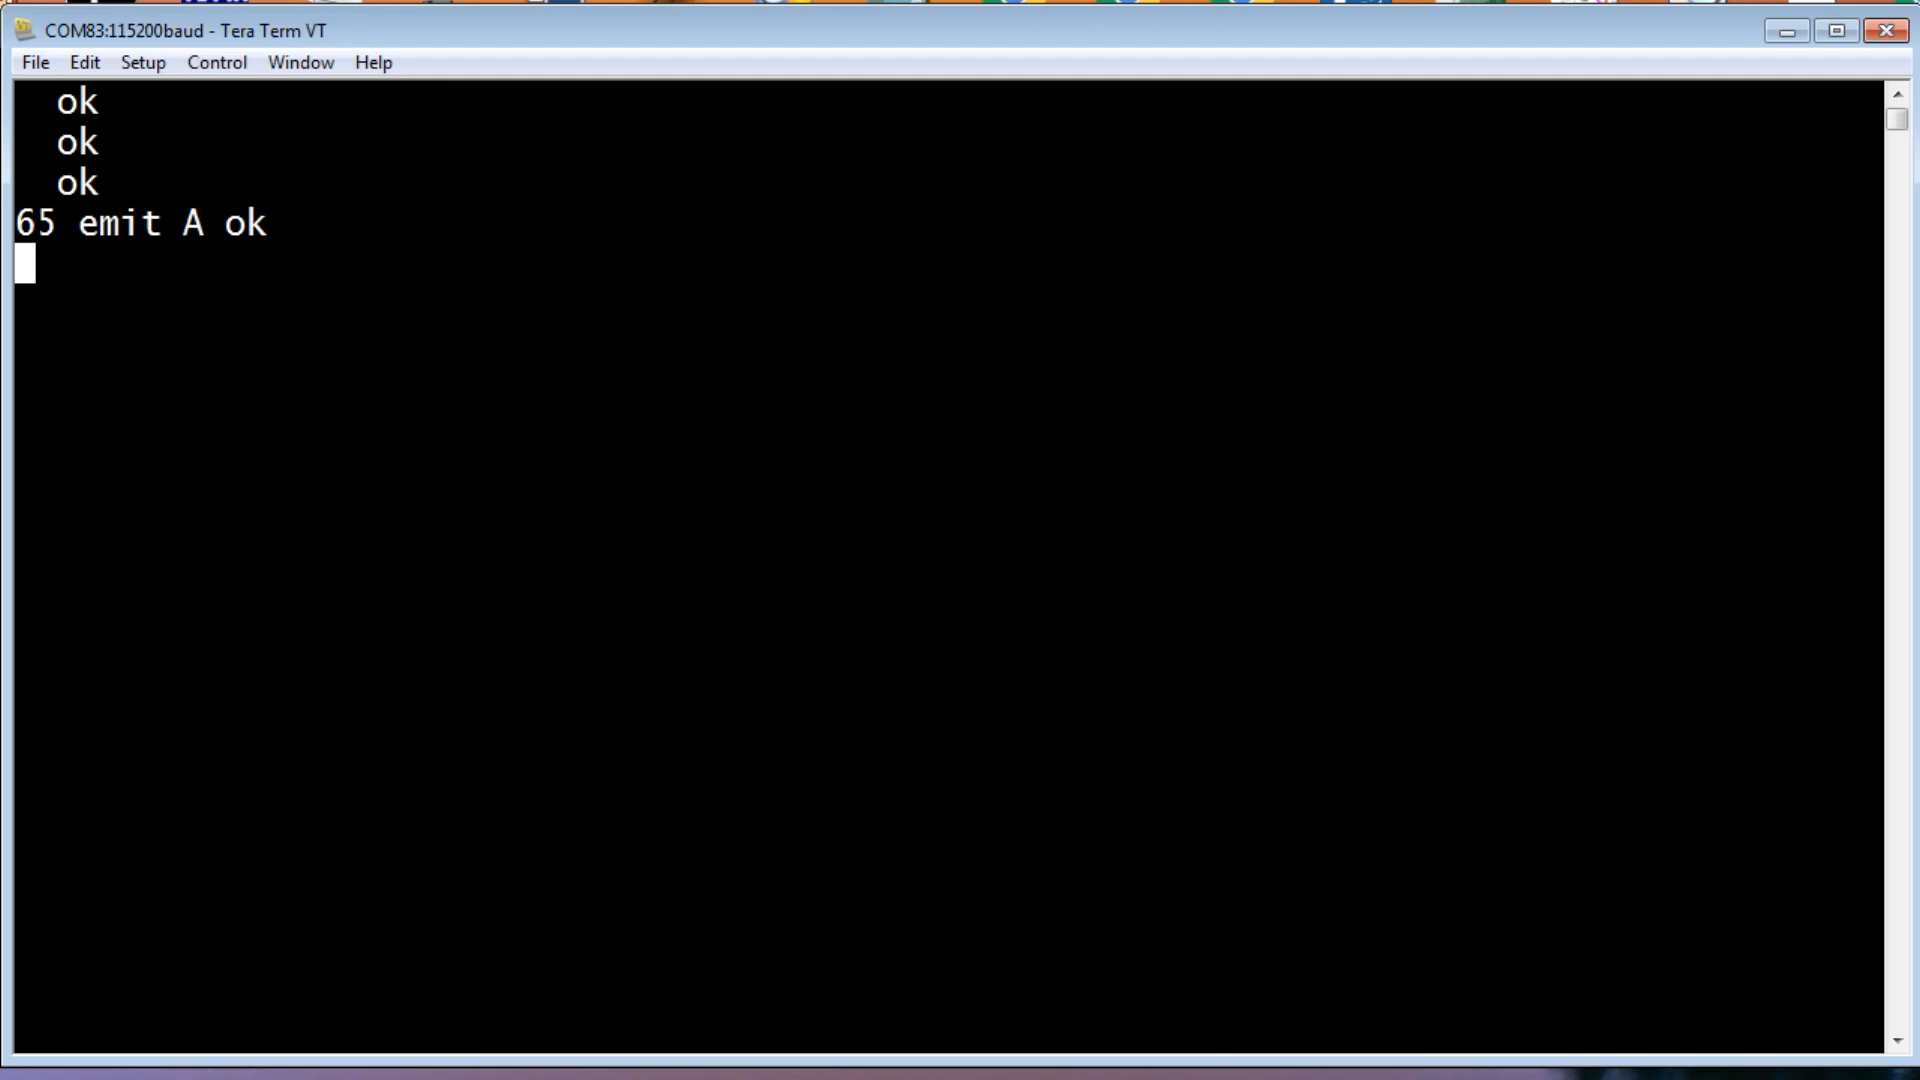 COM83:115200baud - Tera Term VT
File Edit Setup Control Window Help
ok
ok
ok
65 emit A ok